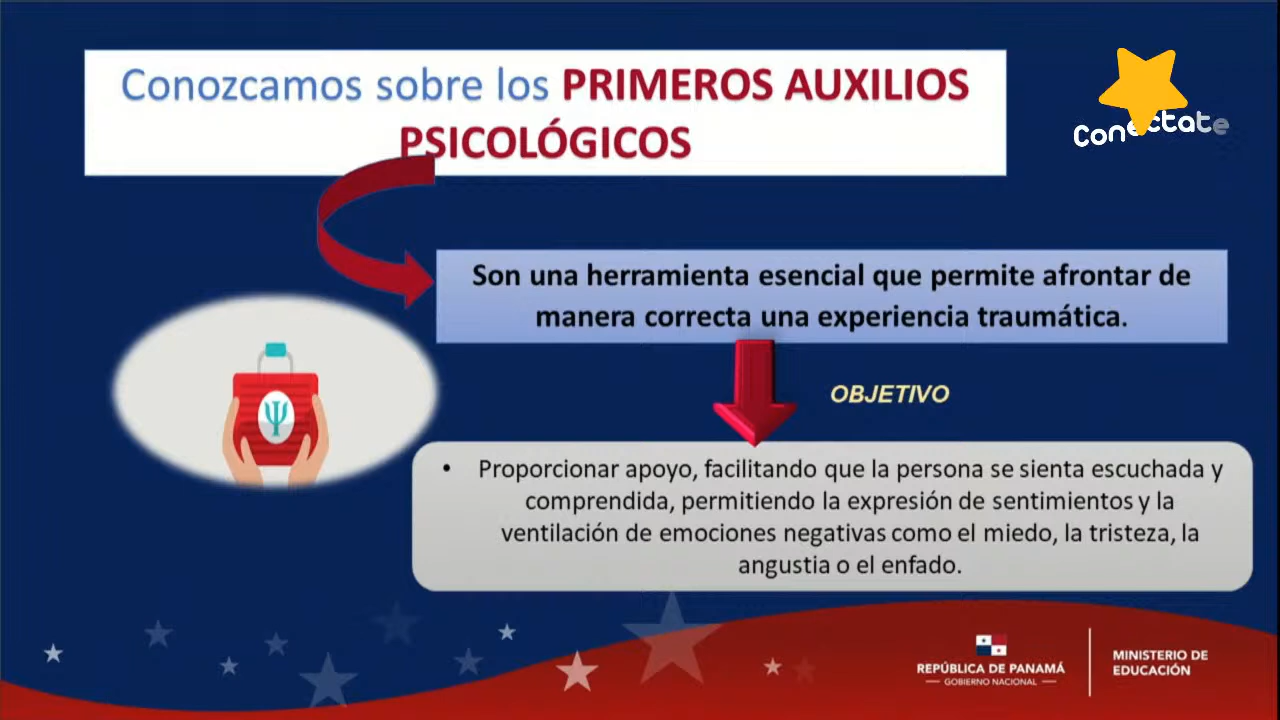 Conozcamos sobre los PRIMEROS AUXILIOS
PSICOLÓGICOS
Conectate
Son una herramienta esencial que permite afrontar de
manera correcta una experiencia traumática.
OBJETIVO
• Proporcionar apoyo, facilitando que la persona se sienta escuchada y
comprendida, permitiendo la expresión de sentimientos y la
ventilación de emociones negativas como el miedo, la tristeza, la
angustia o el enfado.
REPÚBLICA DE PANAMÁ
— GOBIERNO NACIONAL —
MINISTERIO DE
EDUCACIÓN